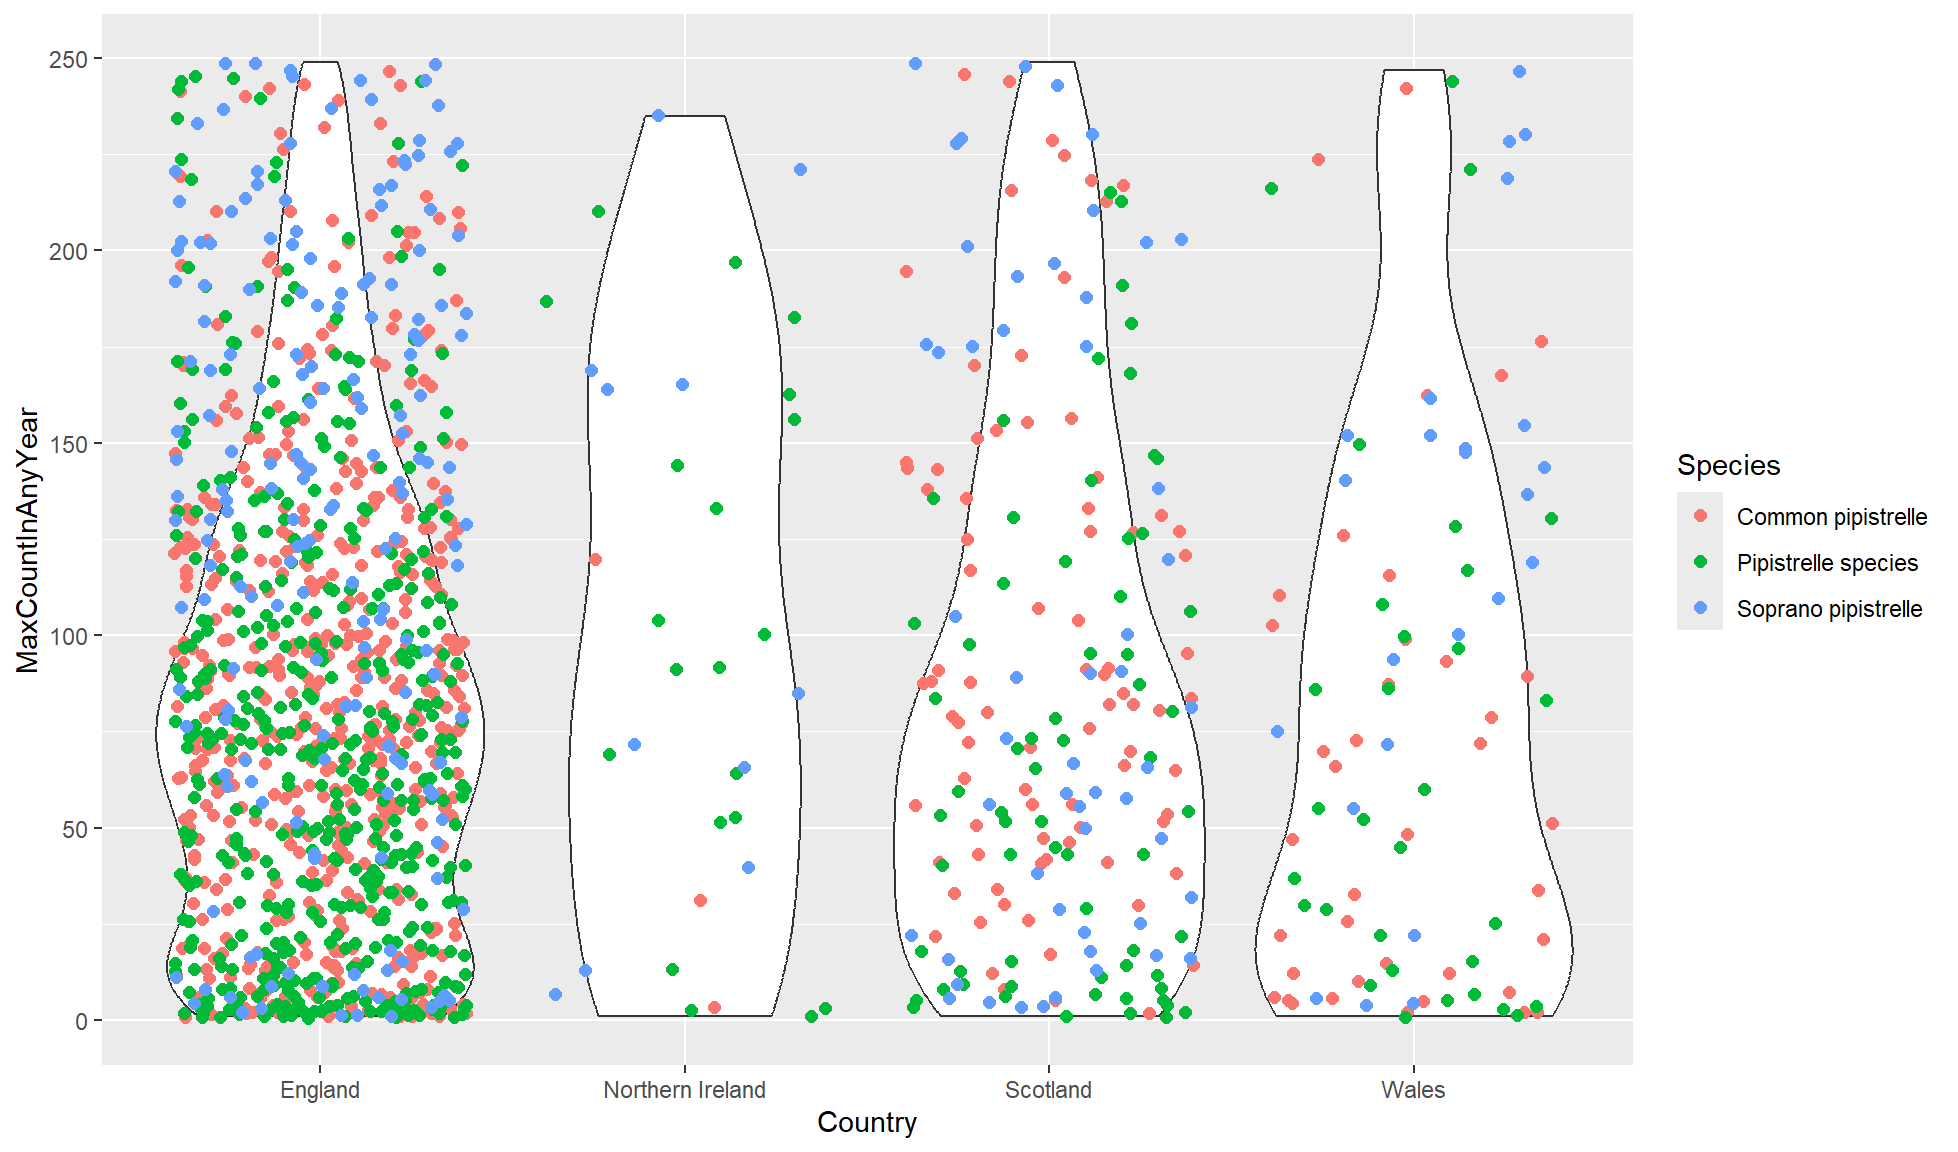 250
200
150
100
50
0
MaxCountInAnyYear
England
Northern Ireland
Scotland
Wales
Country
Species
Common pipistrelle
Pipistrelle species
Soprano pipistrelle